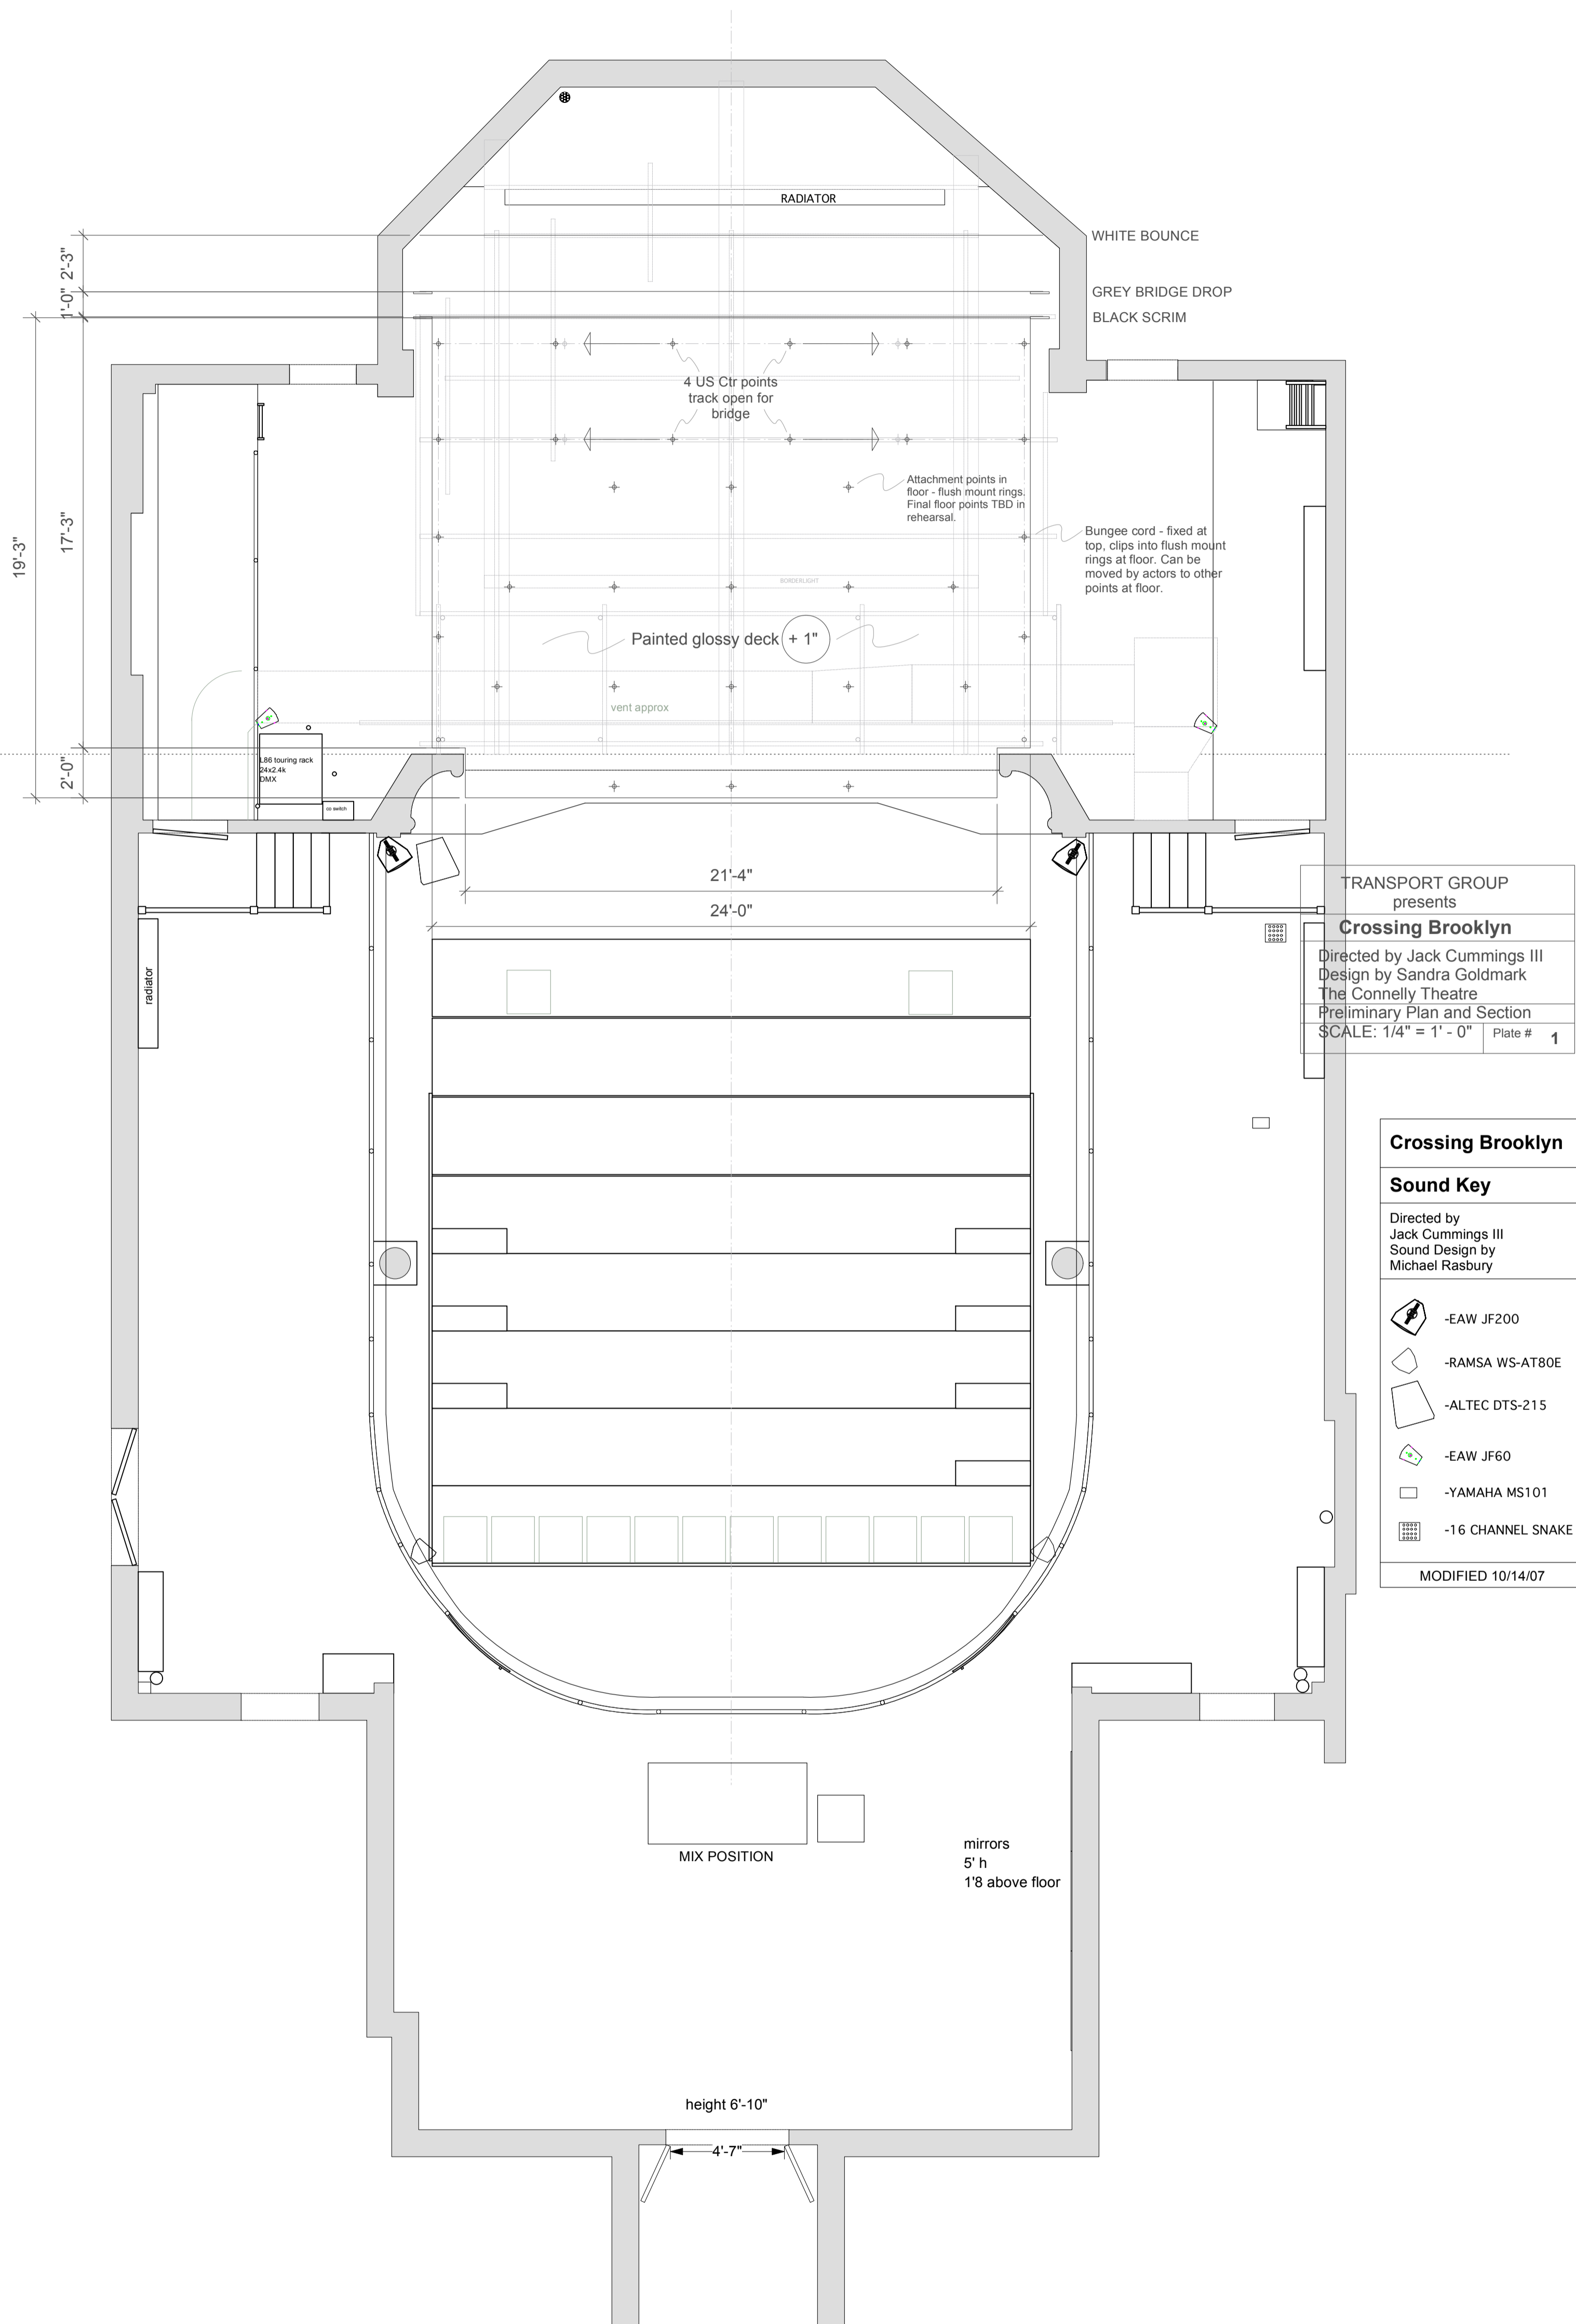 RADIATOR
WHITE BOUNCE
GREY BRIDGE DROP
BLACK SCRIM
2'-3"
1'-0"
17'-3"
19'-3"
2'-0"
4 US Ctr points
track open for
bridge
Attachment points in
floor - flush mount rings.
Final floor points TBD in
rehearsal.
Bungee cord - fixed at
top, clips into flush mount
rings at floor. Can be
moved by actors to other
points at floor.
BORDERLIGHT
Painted glossy deck + 1"
vent approx
L86 touring rack
24x2.4k
DMX
co switch
21'-4"
24'-0"
radiator
TRANSPORT GROUP
presents
Crossing Brooklyn
Directed by Jack Cummings III
Design by Sandra Goldmark
The Connelly Theatre
Preliminary Plan and Section
SCALE: 1/4" = 1' - 0" Plate # 1
Crossing Brooklyn
Sound Key
Directed by
Jack Cummings III
Sound Design by
Michael Rasbury
-EAW JF200
-RAMSA WS-AT80E
-ALTEC DTS-215
-EAW JF60
-YAMAHA MS101
-16 CHANNEL SNAKE
MODIFIED 10/14/07
MIX POSITION
mirrors
5' h
1'8 above floor
height 6'-10"
4'-7"